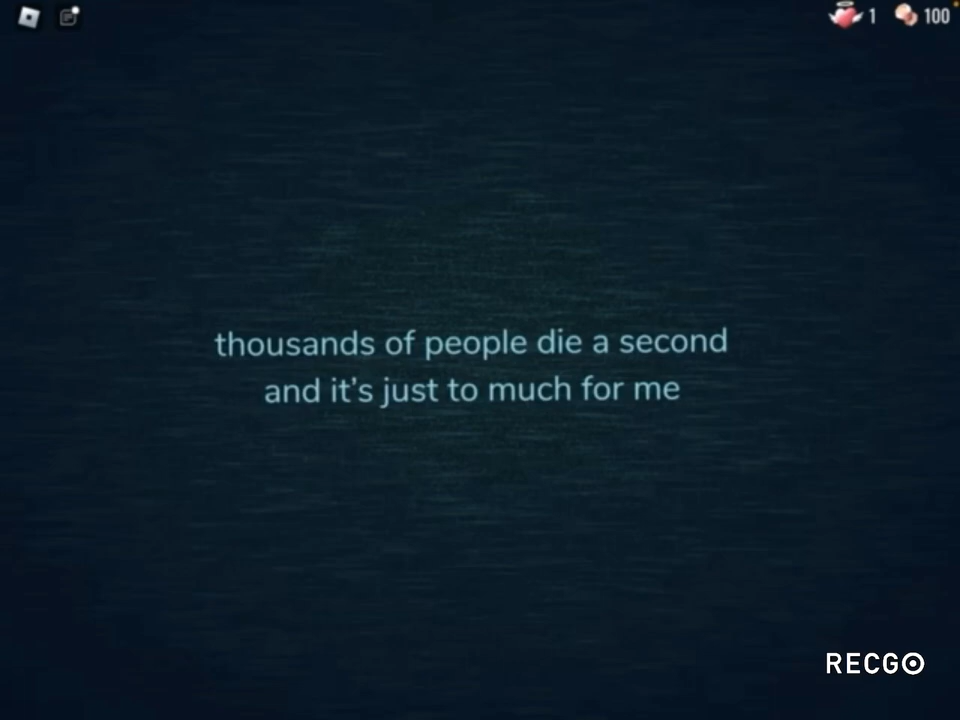 1 100
thousands of people die a second
and it’s just to much for me
RECGO